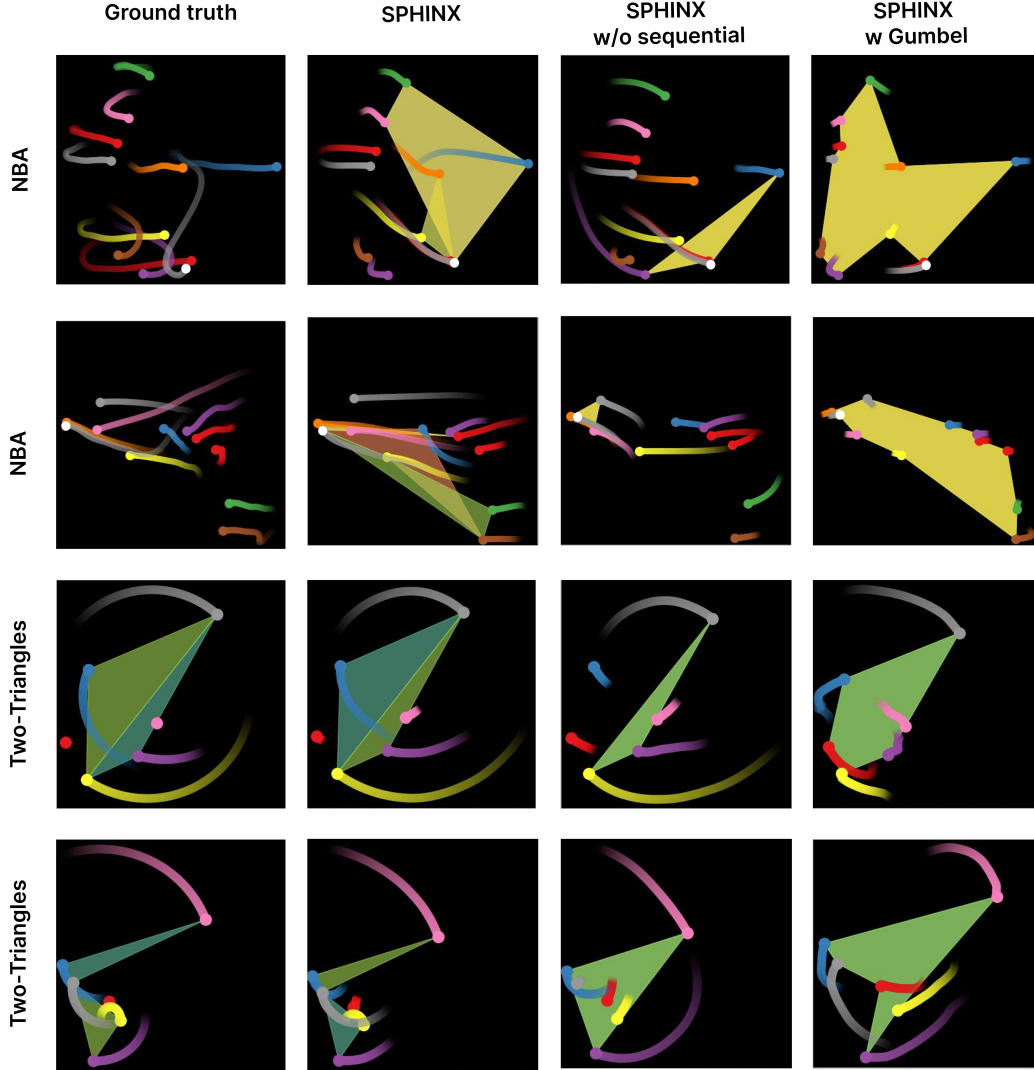 Ground truth
SPHINX
SPHINX
w/o sequential
SPHINX
w Gumbel
NBA
NBA
Two-Triangles
Two-Triangles